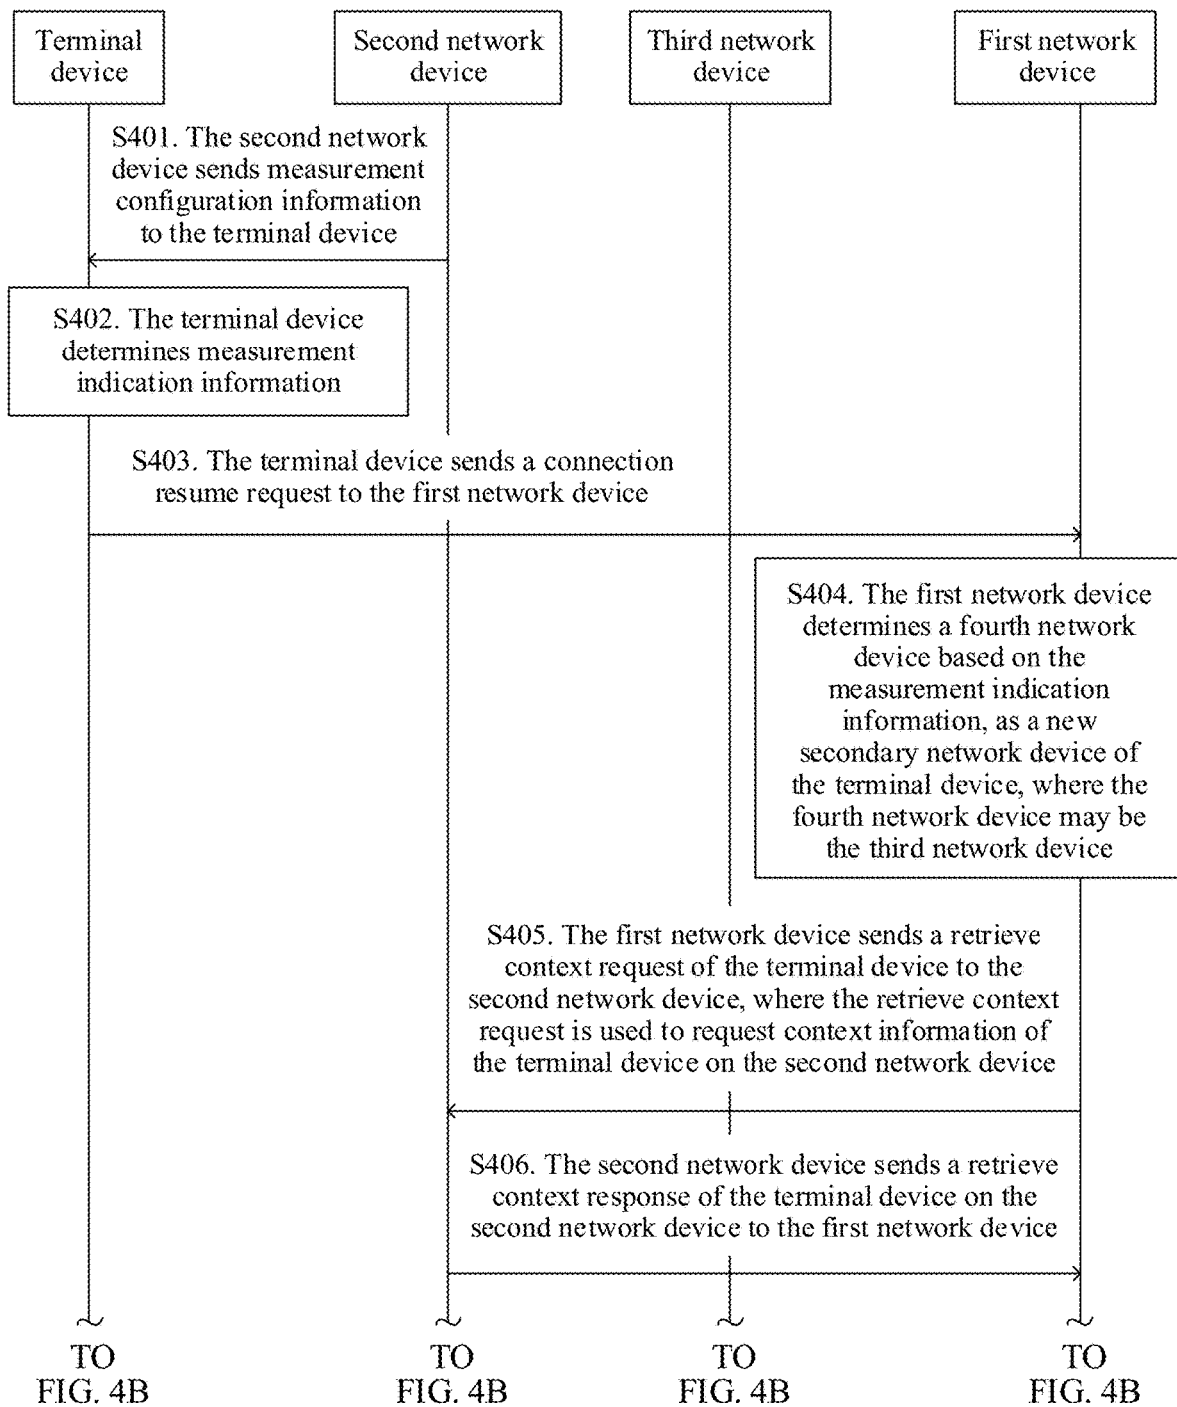 Terminal
device
Second network
device
Third network
device
First network
device
S401. The second network
device sends measurement
configuration information
to the terminal device
S402. The terminal device
determines measurement
indication information
S403. The terminal device sends a connection
resume request to the first network device
S404. The first network device
determines a fourth network
device based on the
measurement indication
information, as a new
secondary network device of
the terminal device, where the
fourth network device may be
the third network device
S405. The first network device sends a retrieve
context request of the terminal device to the
second network device, where the retrieve context
request is used to request context information of
the terminal device on the second network device
S406. The second network device sends a retrieve
context response of the terminal device on the
second network device to the first network device
TO
FIG. 4B
TO
FIG. 4B
TO
FIG. 4B
TO
FIG. 4B